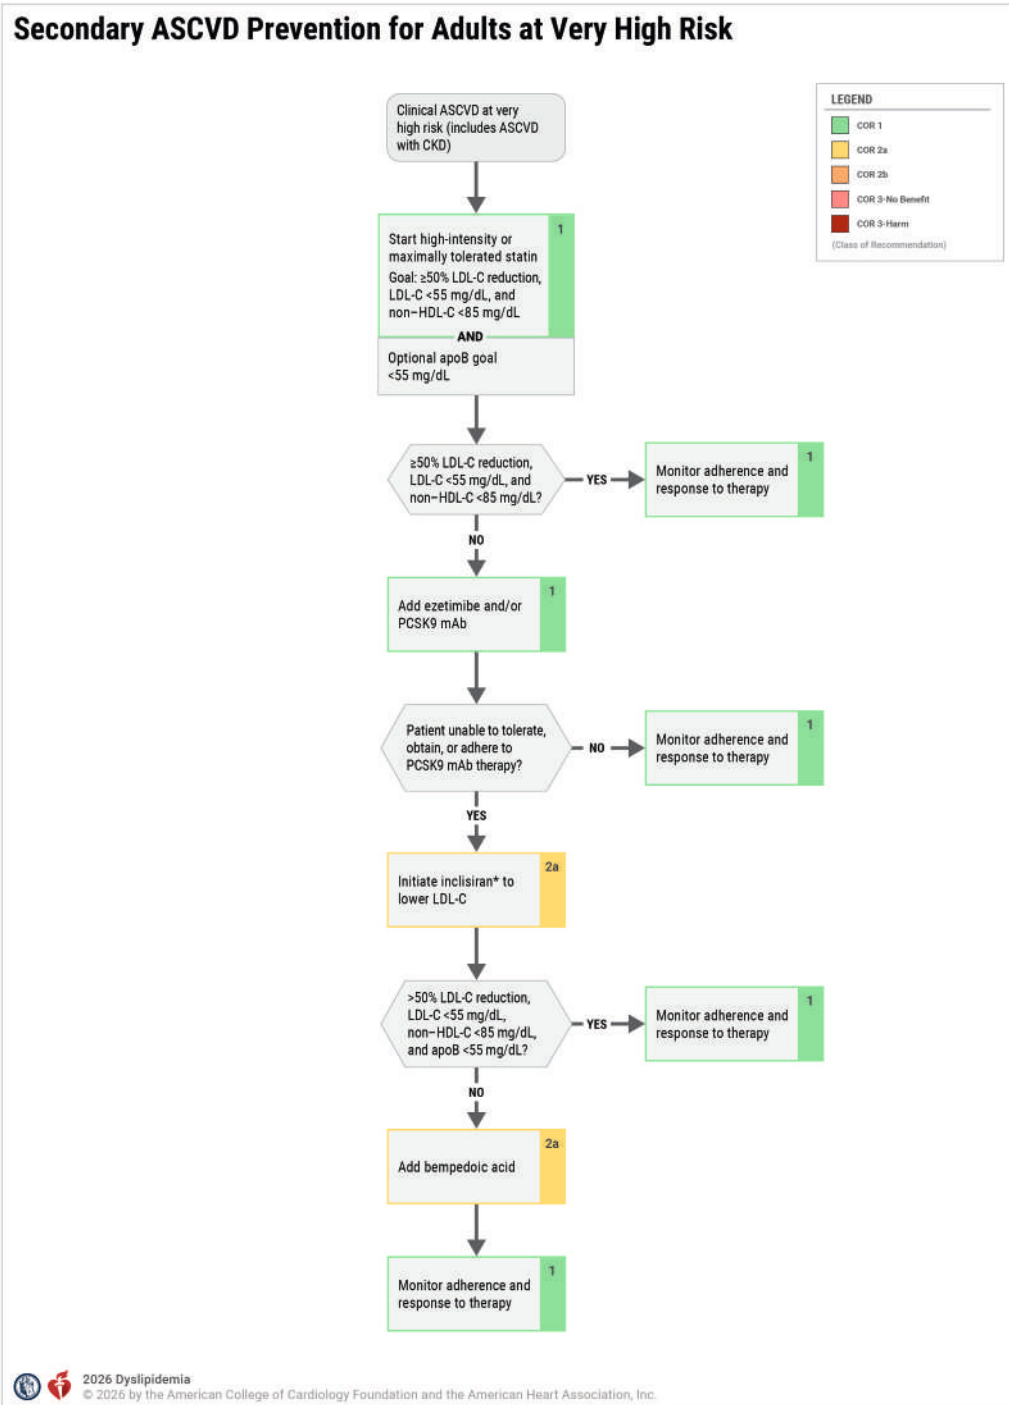 Secondary ASCVD Prevention for Adults at Very High Risk
LEGEND
COR 1
COR 2a
COR 2b
COR 3-No Benefit
COR 3-Harm
(Class of Recommendation)
Clinical ASCVD at very
high risk (includes ASCVD
with CKD)
1
Start high-intensity or
maximally tolerated statin
Goal: ≥50% LDL-C reduction,
LDL-C <55 mg/dL, and
non–HDL-C <85 mg/dL
AND
Optional apoB goal
<55 mg/dL
≥50% LDL-C reduction,
LDL-C <55 mg/dL, and
non–HDL-C <85 mg/dL?
YES
1
Monitor adherence and
response to therapy
NO
1
Add ezetimibe and/or
PCSK9 mAb
Patient unable to tolerate,
obtain, or adhere to
PCSK9 mAb therapy?
NO
1
Monitor adherence and
response to therapy
YES
2a
Initiate inclisiran* to
lower LDL-C
>50% LDL-C reduction,
LDL-C <55 mg/dL,
non–HDL-C <85 mg/dL,
and apoB <55 mg/dL?
YES
1
Monitor adherence and
response to therapy
NO
2a
Add bempedoic acid
1
Monitor adherence and
response to therapy
2026 Dyslipidemia
© 2026 by the American College of Cardiology Foundation and the American Heart Association, Inc.